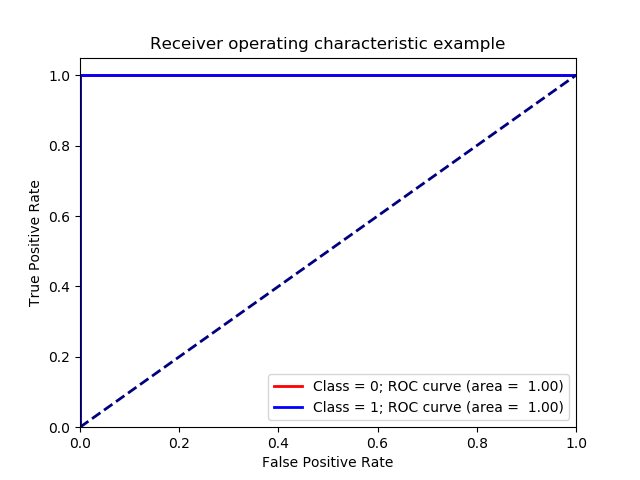 Receiver operating characteristic example
True Positive Rate
1.0
0.8
0.6
0.4
0.2
0.0
Class = 0; ROC curve (area =  1.00)
Class = 1; ROC curve (area =  1.00)
0.0 0.2 0.4 0.6 0.8 1.0
False Positive Rate